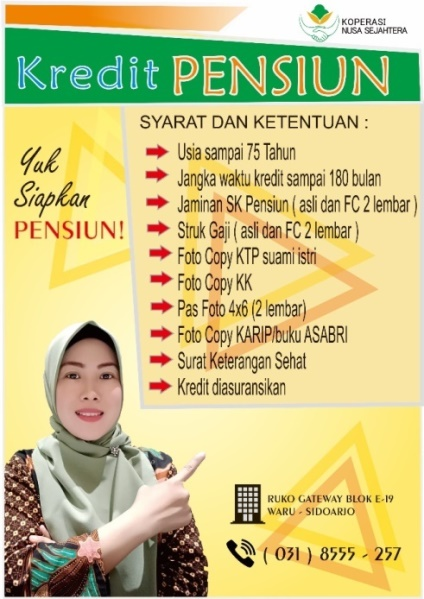 KOPERASI
NUSA SEJAHTERA
Kredit PENSIUN
SYARAT DAN KETENTUAN :
Usia sampai 75 Tahun
Jangka waktu kredit sampai 180 bulan
Jaminan SK Pensiun ( asli dan FC 2 lembar )
Struk Gaji ( asli dan FC 2 lembar )
Foto Copy KTP suami istri
Foto Copy KK
Pas Foto 4x6 (2 lembar)
Foto Copy KARIP/buku ASABRI
Surat Keterangan Sehat
Kredit diasuransikan
Yuk
Siapkan
PENSIUN!
RUKO GATEWAY BLOK E-19
WARU - SIDOARJO
( 031 ) 8555 - 257